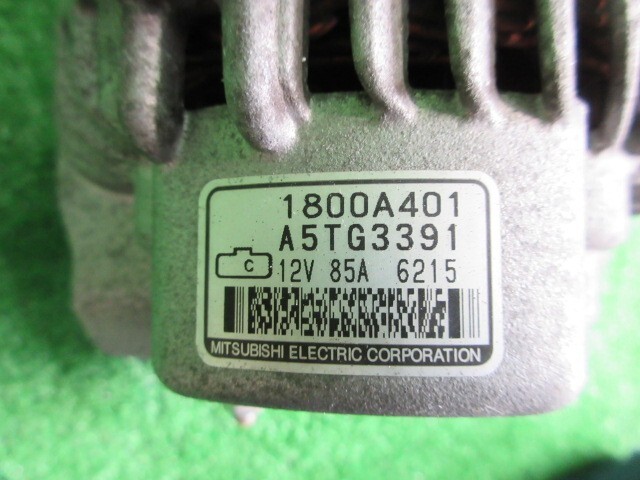 1800A401
A5TG3391
C 12V 85A 6215
MITSUBISHI ELECTRIC CORPORATION